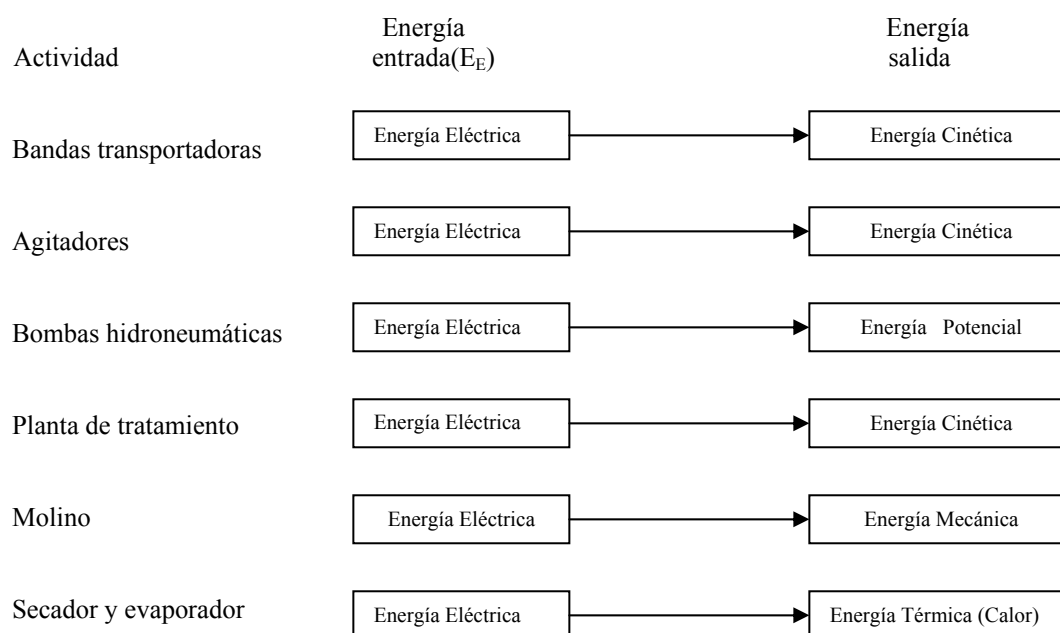 Actividad Energía entrada(E_E) Energía salida
Bandas transportadoras Energía Eléctrica Energía Cinética
Agitadores Energía Eléctrica Energía Cinética
Bombas hidroneumáticas Energía Eléctrica Energía Potencial
Planta de tratamiento Energía Eléctrica Energía Cinética
Molino Energía Eléctrica Energía Mecánica
Secador y evaporador Energía Eléctrica Energía Térmica (Calor)